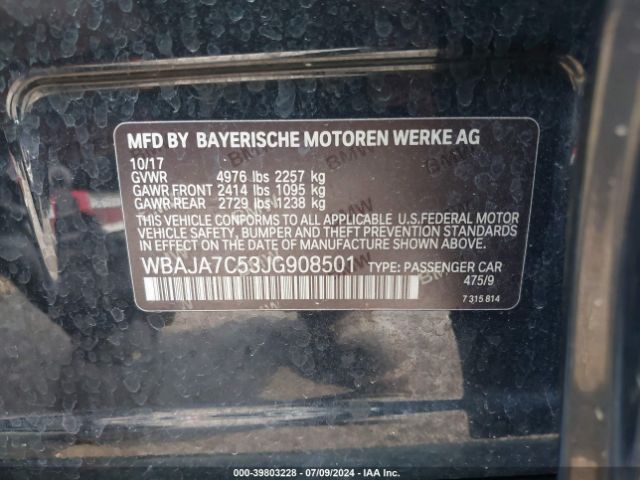 MFD BY BAYERISCHE MOTOREN WERKE AG
10/17
GVWR 4976 lbs 2257 kg
GAWR FRONT 2414 lbs 1095 kg
GAWR REAR 2729 lbs 1238 kg
THIS VEHICLE CONFORMS TO ALL APPLICABLE U.S.FEDERAL MOTOR
VEHICLE SAFETY, BUMPER AND THEFT PREVENTION STANDARDS
IN EFFECT ON THE DATE OF MANUFACTURE SHOWN ABOVE.
WBAJA7C53JG908501 TYPE: PASSENGER CAR
475/9
7 315 814
000-39803228 - 07/09/2024 - IAA Inc.